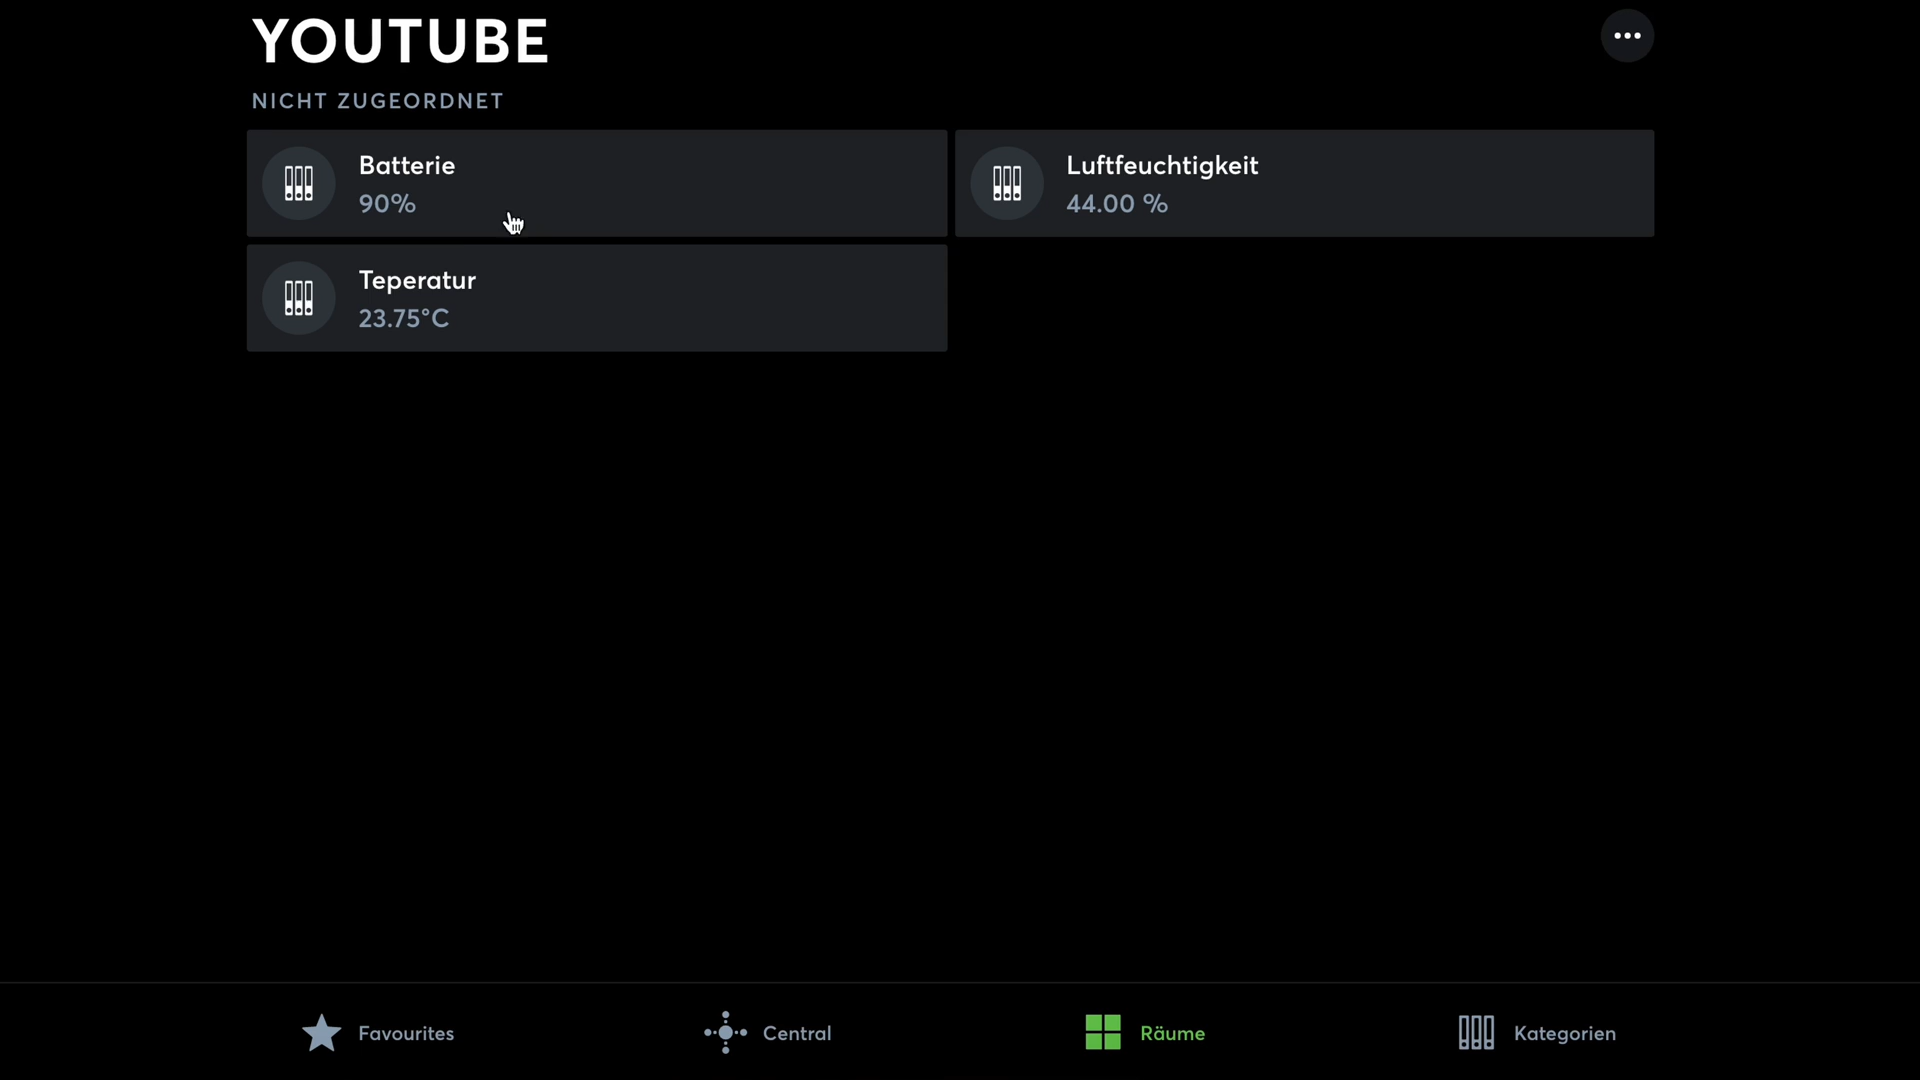 YOUTUBE
NICHT ZUGEORDNET
Batterie
90%
Luftfeuchtigkeit
44.00 %
Teperatur
23.75°C
Favourites
Central
Räume
Kategorien